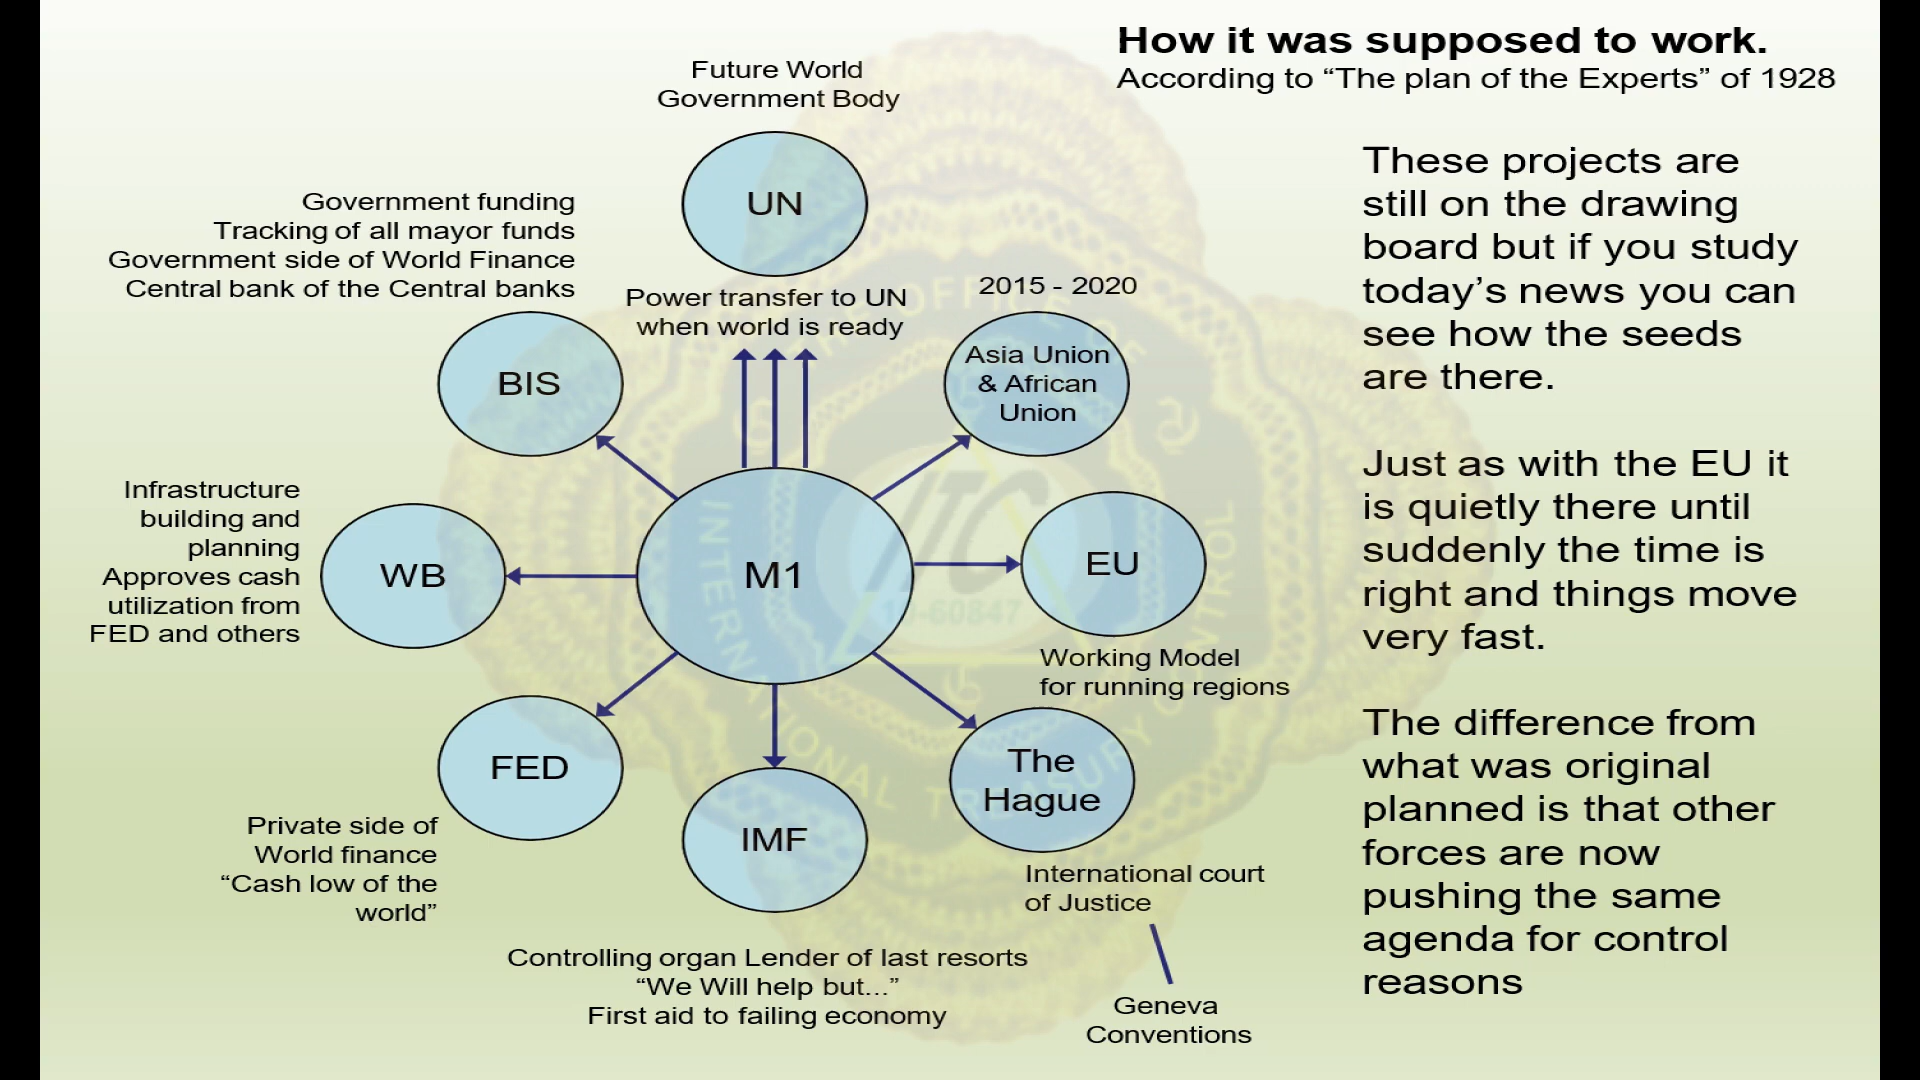 How it was supposed to work.
According to “The plan of the Experts” of 1928
Future World
Government Body
UN
Power transfer to UN
when world is ready
Government funding
Tracking of all mayor funds
Government side of World Finance
Central bank of the Central banks
BIS
2015 - 2020
Asia Union
& African
Union
Infrastructure
building and
planning
Approves cash
utilization from
FED and others
WB
M1
EU
Working Model
for running regions
FED
Private side of
World finance
“Cash low of the
world”
IMF
Controlling organ Lender of last resorts
“We Will help but...”
First aid to failing economy
The
Hague
International court
of Justice
Geneva
Conventions
These projects are
still on the drawing
board but if you study
today’s news you can
see how the seeds
are there.
Just as with the EU it
is quietly there until
suddenly the time is
right and things move
very fast.
The difference from
what was original
planned is that other
forces are now
pushing the same
agenda for control
reasons
THE OFFICE OF
INTERNATIONAL TREASURY CONTROL
ITC